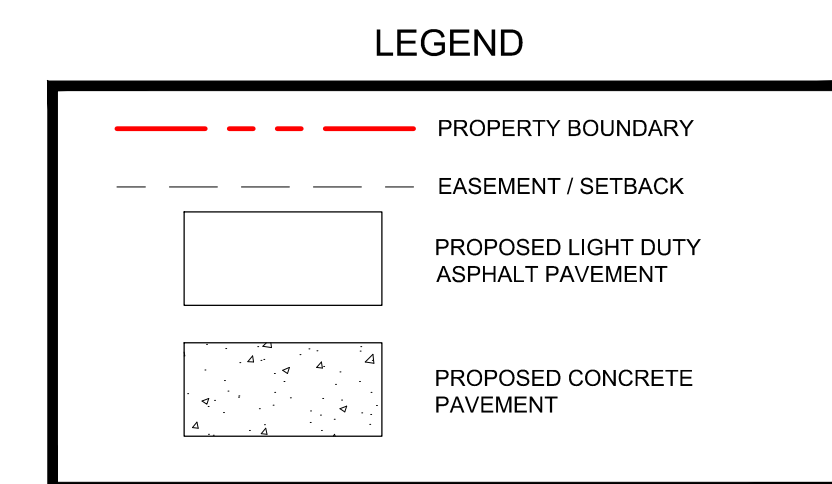 LEGEND
PROPERTY BOUNDARY
EASEMENT / SETBACK
PROPOSED LIGHT DUTY
ASPHALT PAVEMENT
PROPOSED CONCRETE
PAVEMENT